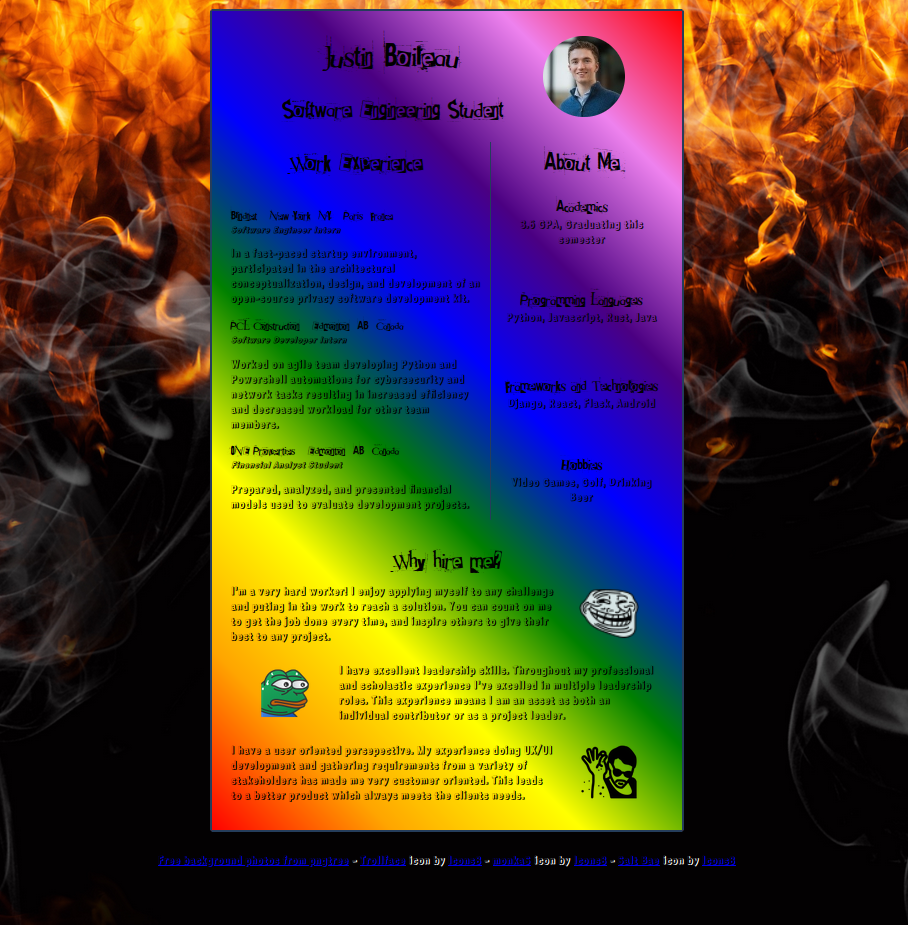 Justin Boiteau
Software Engineering Student
Work Experience
New York NY
Software Engineer Intern
In a fast-paced startup environment,
participated in the architectural
conceptualization, design, and development of an
open-source privacy software development kit.
PCL Construction Edmonton AB Canada
Software Developer Intern
Worked on agile team developing Python and
Powershell automations for cybersecurity and
network tasks resulting in increased efficiency
and decreased workload for other team
members.
ONE Properties Edmonton AB Canada
Financial Analyst Student
Prepared, analyzed, and presented financial
models used to evaluate development projects.
About Me
Academics
GPA, Graduating this
semester
Programming Languages
Python, Javascript, Rust, Java
Frameworks and Technologies
Django, React, Flask, Android
Hobbies
Video Games, Golf, Drinking
Beer
Why hire me?
I'm a very hard worker! I enjoy applying myself to any challenge
and puting in the work to reach a solution. You can count on me
to get the job done every time, and inspire others to give their
best to any project.
I have excellent leadership skills. Throughout my professional
and scholastic experience I've excelled in multiple leadership
roles. This experience means I am an asset as both an
individual contributor or as a project leader.
I have a user oriented persepective. My experience doing UX/UI
development and gathering requirements from a variety of
stakeholders has made me very customer oriented. This leads
to a better product which always meets the clients needs.
Free background photos from pngtree - Trollface icon by Icons8 - monkaS icon by Icons8 - Salt Bae icon by Icons8